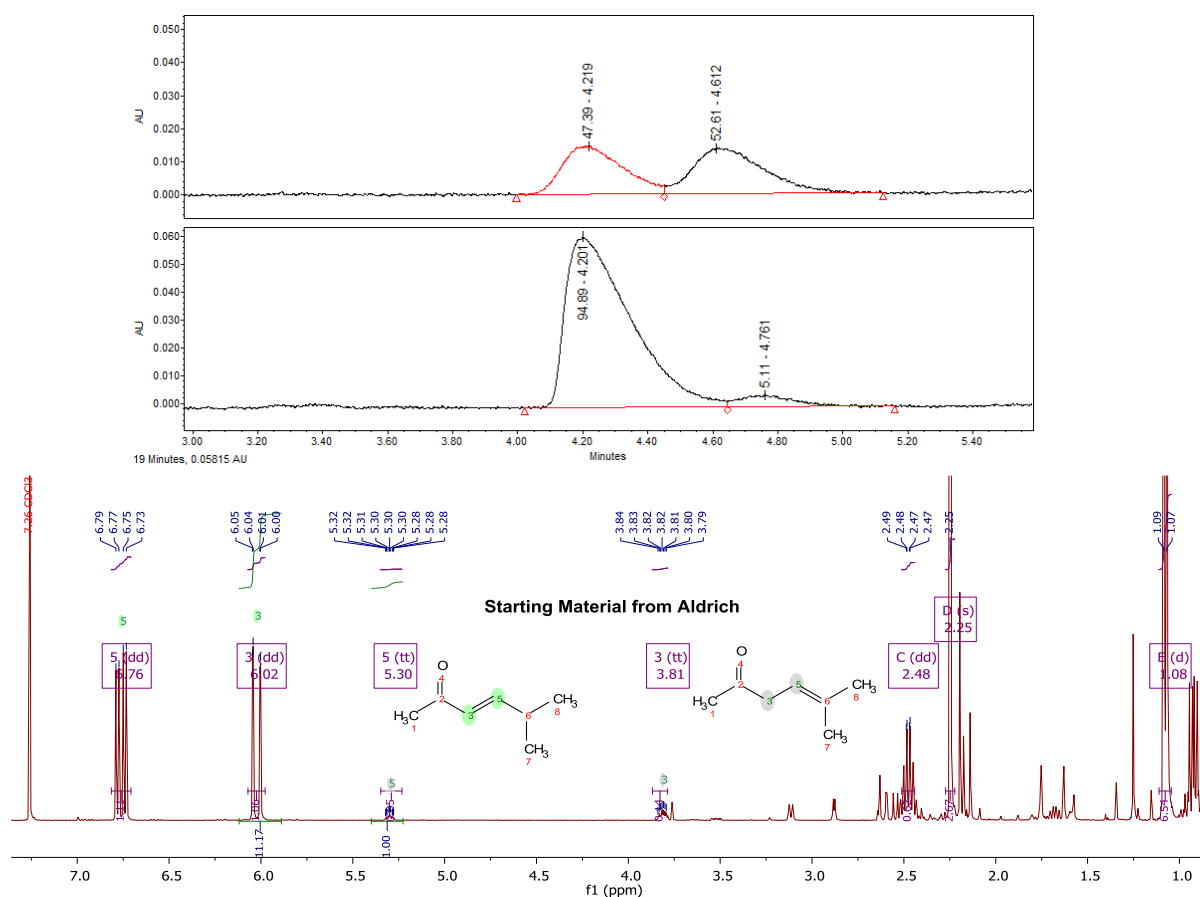 0.050
0.040
0.030
0.020
0.010
0.000
AU
47.39 - 4.219
52.61 - 4.612
0.060
0.050
0.040
0.030
0.020
0.010
0.000
AU
94.89 - 4.201
5.11 - 4.761
3.00 3.20 3.40 3.60 3.80 4.00 4.20 4.40 4.60 4.80 5.00 5.20 5.40
Minutes
19 Minutes, 0.05815 AU
7.26 CDCl3
6.79 6.77 6.75 6.73
6.05 6.04 6.01 6.00
5.32 5.32 5.31 5.30 5.30 5.30 5.28 5.28 5.28
3.84 3.83 3.82 3.82 3.81 3.80 3.79
2.49 2.48 2.47 2.47
2.25
1.09 1.07
Starting Material from Aldrich
5
3
5 (dd)
6.76
3 (dd)
6.02
5 (tt)
5.30
3 (tt)
3.81
C (dd)
2.48
D (s)
2.25
E (d)
1.08
O
4
2
H₃C
1
3
5
6
CH₃
8
CH₃
7
O
4
2
H₃C
1
3
5
6
CH₃
8
CH₃
7
5
3
2.67
6.54
11.17
1.00
7.0 6.5 6.0 5.5 5.0 4.5 4.0 3.5 3.0 2.5 2.0 1.5 1.0
f1 (ppm)